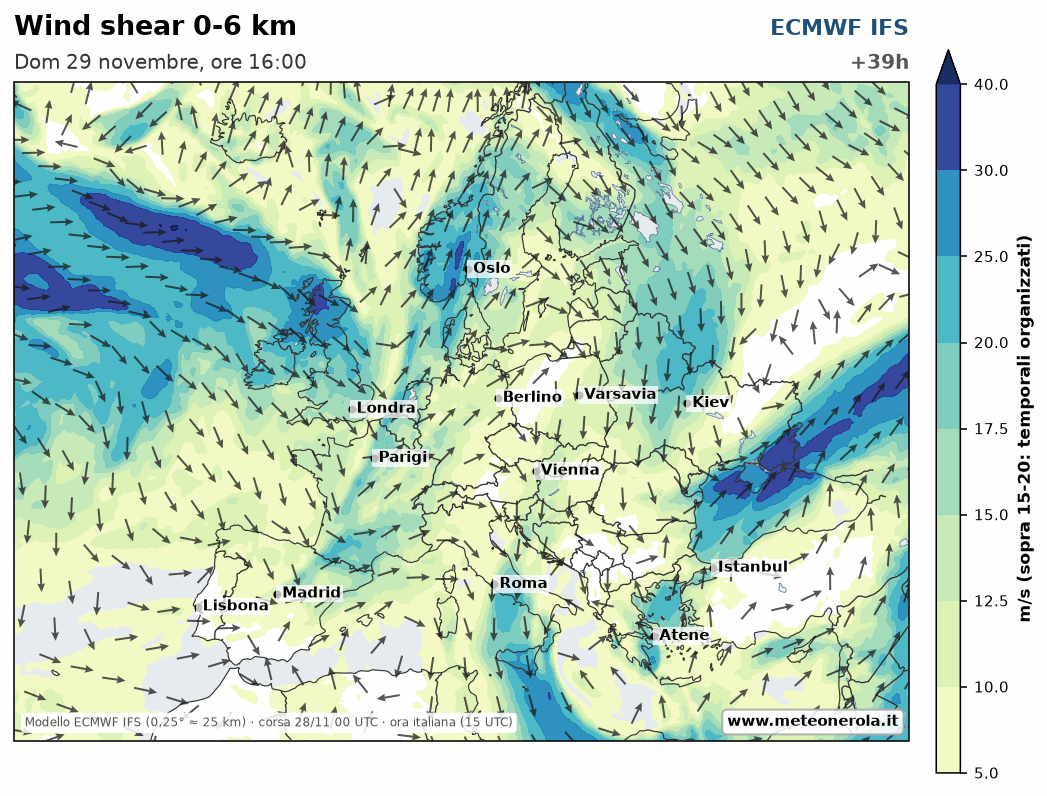 Wind shear 0-6 km
ECMWF IFS
Dom 29 novembre, ore 16:00
+39h
40.0
30.0
25.0
20.0
17.5
15.0
12.5
10.0
5.0
m/s (sopra 15-20: temporali organizzati)
Oslo
Berlino
Varsavia
Kiev
Londra
Parigi
Vienna
Istanbul
Roma
Madrid
Lisbona
Atene
Modello ECMWF IFS (0,25° ≈ 25 km) · corsa 28/11 00 UTC · ora italiana (15 UTC)
www.meteonerola.it